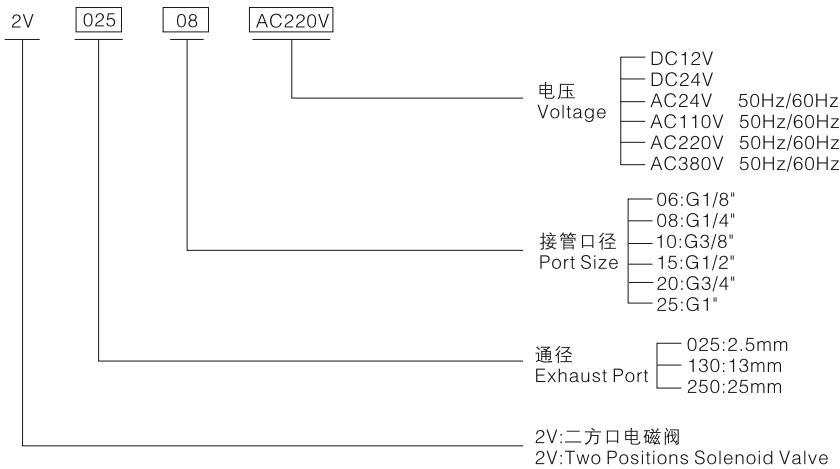 2V 025 08 AC220V
电压
Voltage
DC12V
DC24V
AC24V 50Hz/60Hz
AC110V 50Hz/60Hz
AC220V 50Hz/60Hz
AC380V 50Hz/60Hz
接管口径
Port Size
06:G1/8"
08:G1/4"
10:G3/8"
15:G1/2"
20:G3/4"
25:G1"
通径
Exhaust Port
025:2.5mm
130:13mm
250:25mm
2V:二方口电磁阀
2V:Two Positions Solenoid Valve